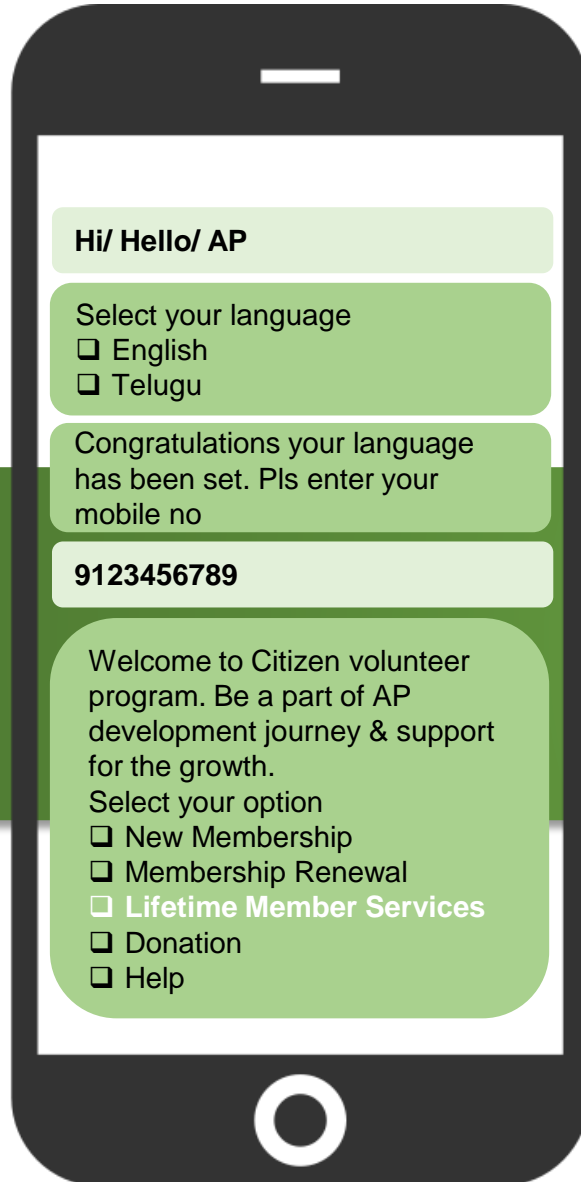 Hi/ Hello/ AP
Select your language
❑ English
❑ Telugu
Congratulations your language
has been set. Pls enter your
mobile no
9123456789
Welcome to Citizen volunteer
program. Be a part of AP
development journey & support
for the growth.
Select your option
❑ New Membership
❑ Membership Renewal
❑ Lifetime Member Services
❑ Donation
❑ Help